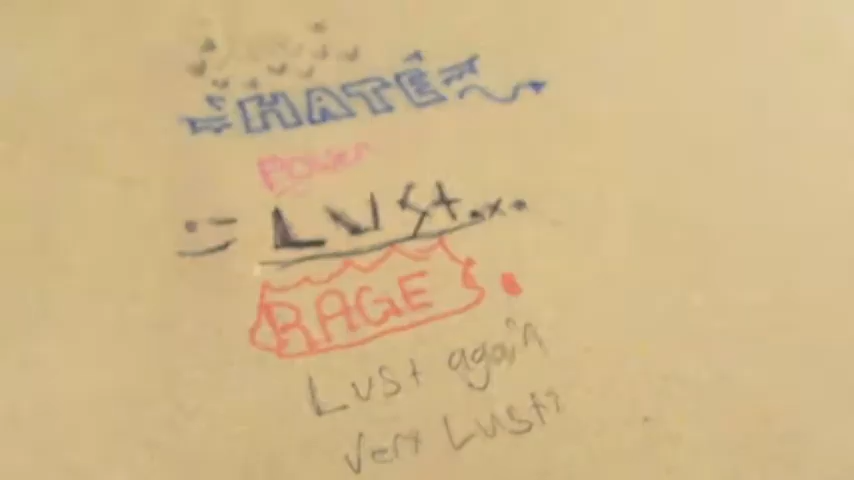 HATE
Power
= LUST...
RAGE.
Lust again
Very Lust?